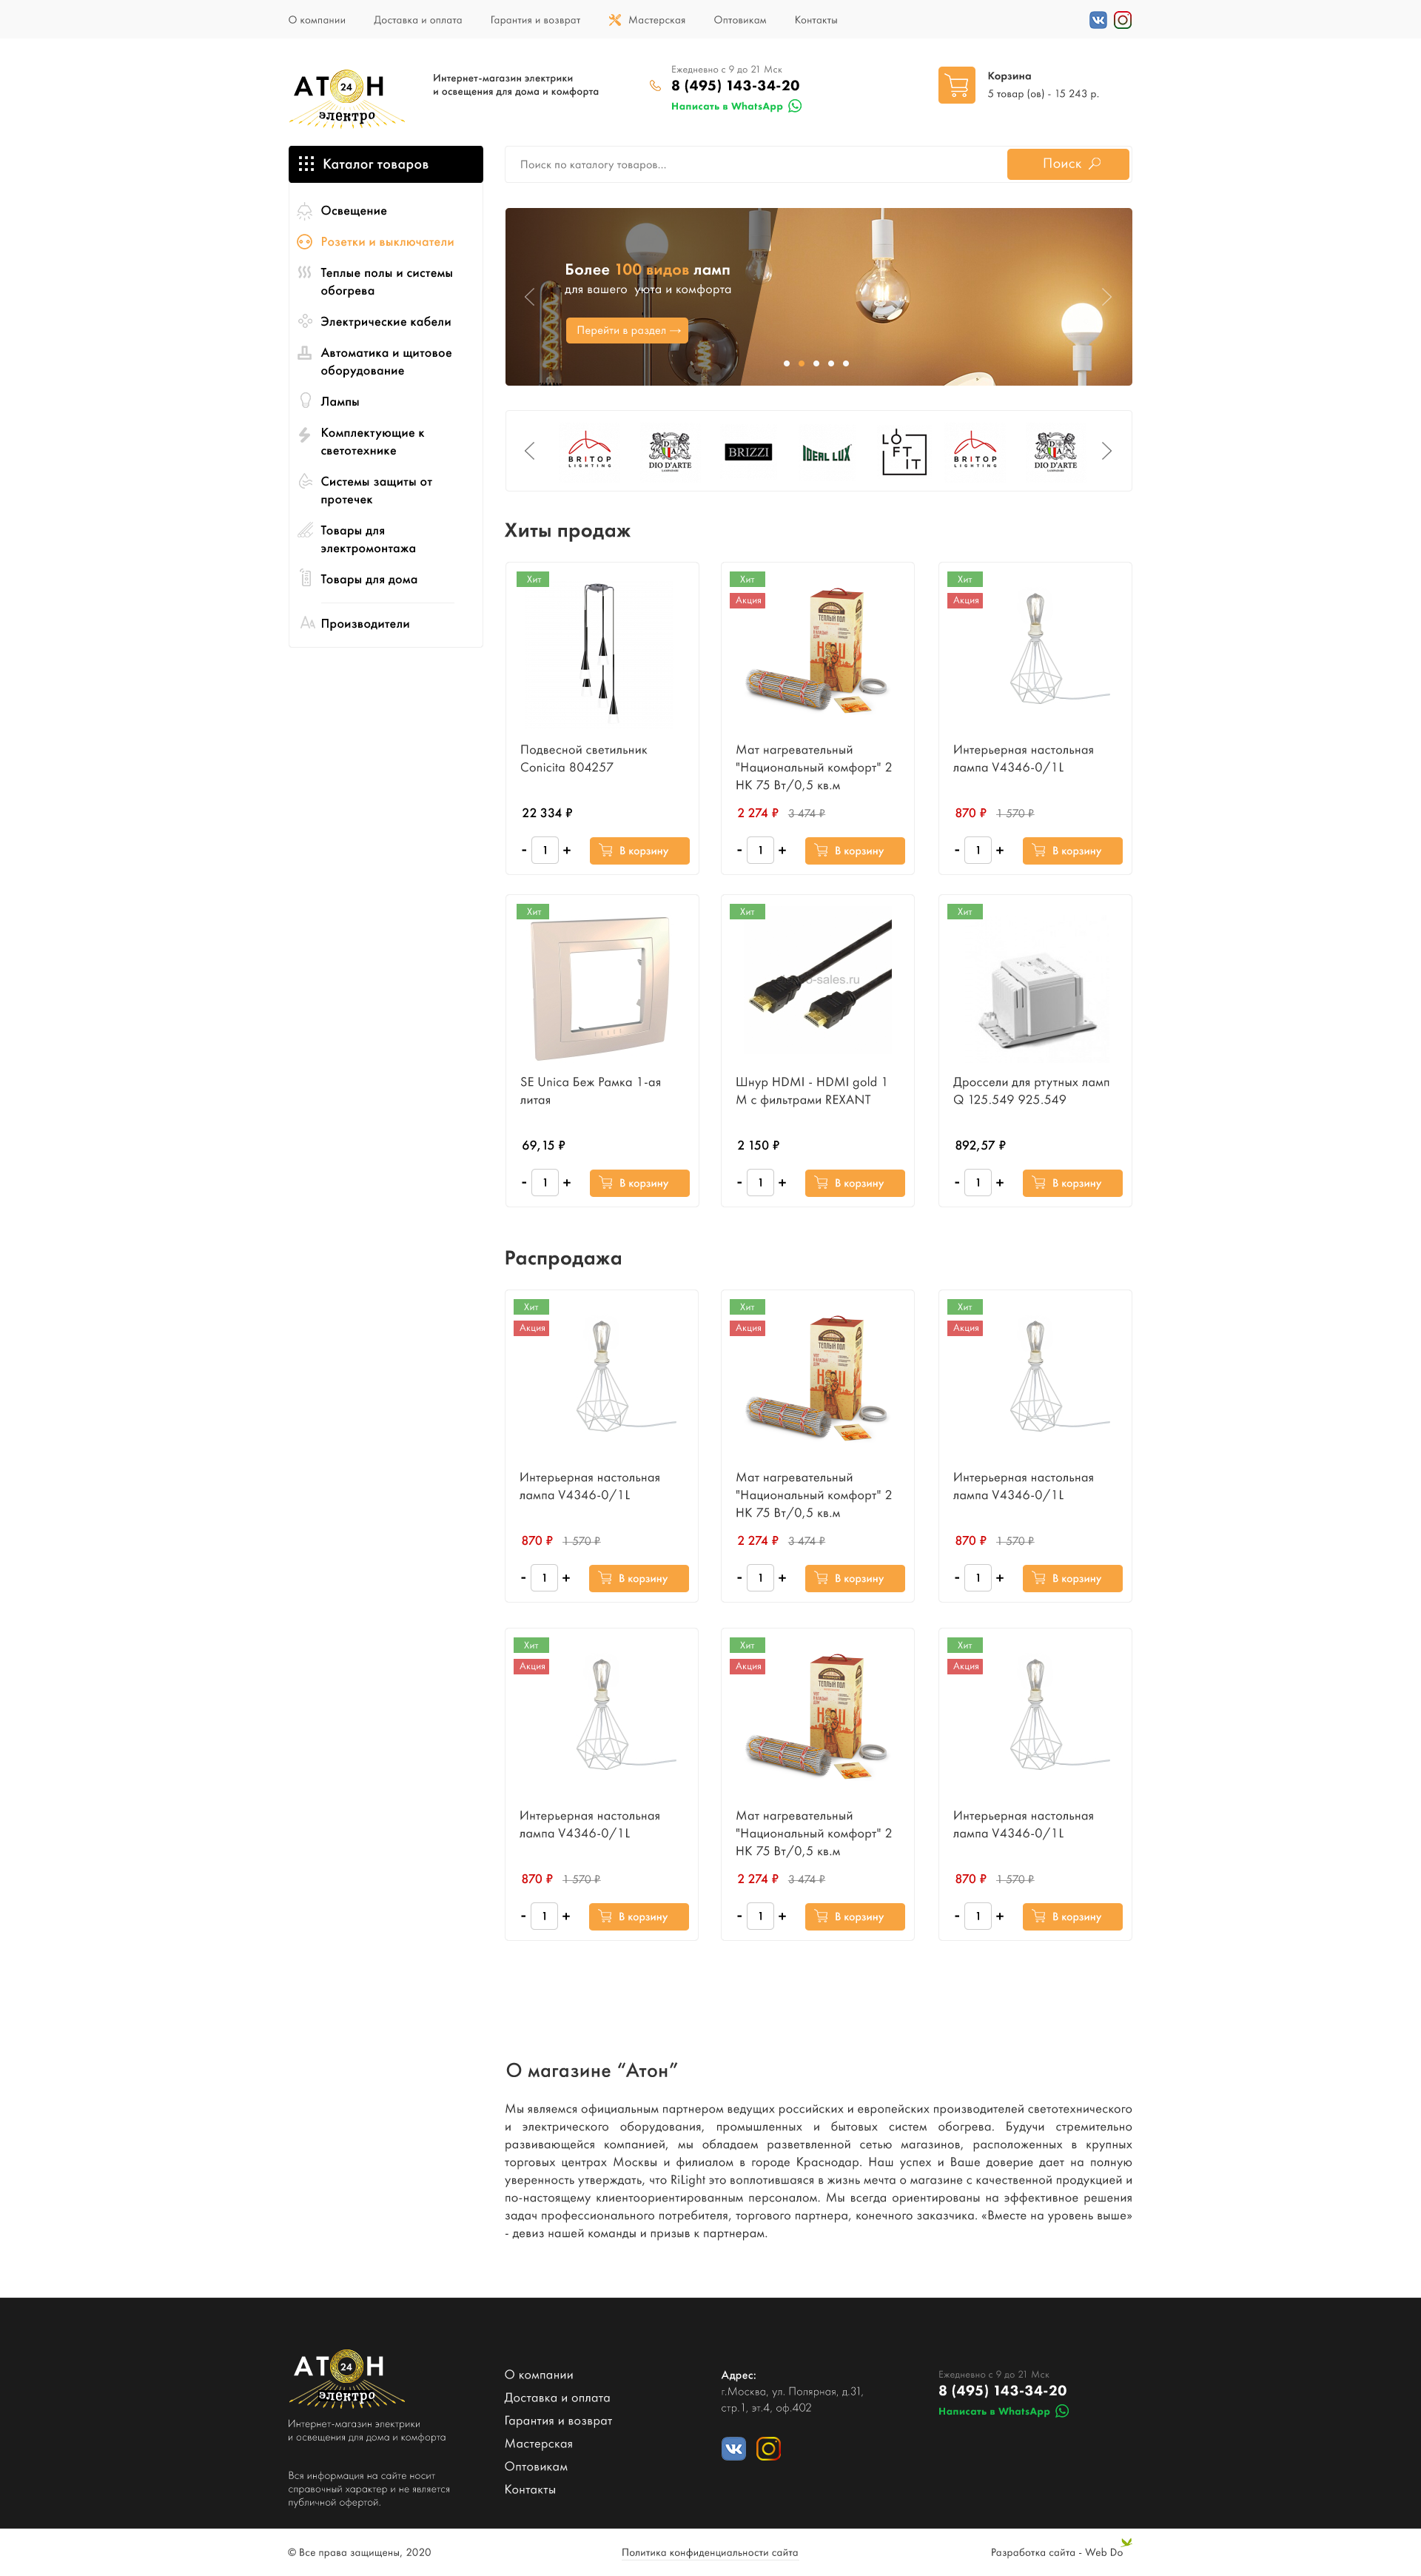 О компании
Доставка и оплата
Гарантия и возврат
Мастерская
Оптовикам
Контакты
АТОН
24
электро
Интернет-магазин электрики
и освещения для дома и комфорта
Ежедневно с 9 до 21 Мск
8 (495) 143-34-20
Написать в WhatsApp
Корзина
5 товар (ов) - 15 243 р.
Каталог товаров
Поиск по каталогу товаров...
Поиск
Освещение
Розетки и выключатели
Теплые полы и системы
обогрева
Электрические кабели
Автоматика и щитовое
оборудование
Лампы
Комплектующие к
светотехнике
Системы защиты от
протечек
Товары для
электромонтажа
Товары для дома
Производители
Более 100 видов ламп
для вашего уюта и комфорта
Перейти в раздел
BRITOP
LIGHTING
DIO D'ARTE
BRIZZI
IDEAL LUX
LOFT IT
BRITOP
LIGHTING
DIO D'ARTE
Хиты продаж
Хит
Подвесной светильник
Conicita 804257
22 334 ₽
- 1 +
В корзину
Хит
Акция
ТЕПЛЫЙ ПОЛ
НАШ
Мат нагревательный
"Национальный комфорт" 2
НК 75 Вт/0,5 кв.м
2 274 ₽ 3 474 ₽
- 1 +
В корзину
Хит
Акция
Интерьерная настольная
лампа V4346-0/1L
870 ₽ 1 570 ₽
- 1 +
В корзину
Хит
SE Unica Беж Рамка 1-ая
литая
69,15 ₽
- 1 +
В корзину
Хит
-sales.ru
Шнур HDMI - HDMI gold 1
М с фильтрами REXANT
2 150 ₽
- 1 +
В корзину
Хит
Дроссели для ртутных ламп
Q 125.549 925.549
892,57 ₽
- 1 +
В корзину
Распродажа
Хит
Акция
Интерьерная настольная
лампа V4346-0/1L
870 ₽ 1 570 ₽
- 1 +
В корзину
Хит
Акция
ТЕПЛЫЙ ПОЛ
НАШ
Мат нагревательный
"Национальный комфорт" 2
НК 75 Вт/0,5 кв.м
2 274 ₽ 3 474 ₽
- 1 +
В корзину
Хит
Акция
Интерьерная настольная
лампа V4346-0/1L
870 ₽ 1 570 ₽
- 1 +
В корзину
Хит
Акция
Интерьерная настольная
лампа V4346-0/1L
870 ₽ 1 570 ₽
- 1 +
В корзину
Хит
Акция
ТЕПЛЫЙ ПОЛ
НАШ
Мат нагревательный
"Национальный комфорт" 2
НК 75 Вт/0,5 кв.м
2 274 ₽ 3 474 ₽
- 1 +
В корзину
Хит
Акция
Интерьерная настольная
лампа V4346-0/1L
870 ₽ 1 570 ₽
- 1 +
В корзину
О магазине “Атон”
Мы являемся официальным партнером ведущих российских и европейских производителей светотехнического
и электрического оборудования, промышленных и бытовых систем обогрева. Будучи стремительно
развивающейся компанией, мы обладаем разветвленной сетью магазинов, расположенных в крупных
торговых центрах Москвы и филиалом в городе Краснодар. Наш успех и Ваше доверие дает на полную
уверенность утверждать, что RiLight это воплотившаяся в жизнь мечта о магазине с качественной продукцией и
по-настоящему клиентоориентированным персоналом. Мы всегда ориентированы на эффективное решения
задач профессионального потребителя, торгового партнера, конечного заказчика. «Вместе на уровень выше»
- девиз нашей команды и призыв к партнерам.
АТОН
24
электро
Интернет-магазин электрики
и освещения для дома и комфорта
Вся информация на сайте носит
справочный характер и не является
публичной офертой.
О компании
Доставка и оплата
Гарантия и возврат
Мастерская
Оптовикам
Контакты
Адрес:
г.Москва, ул. Полярная, д.31,
стр.1, эт.4, оф.402
Ежедневно с 9 до 21 Мск
8 (495) 143-34-20
Написать в WhatsApp
© Все права защищены, 2020
Политика конфиденциальности сайта
Разработка сайта - Web Do